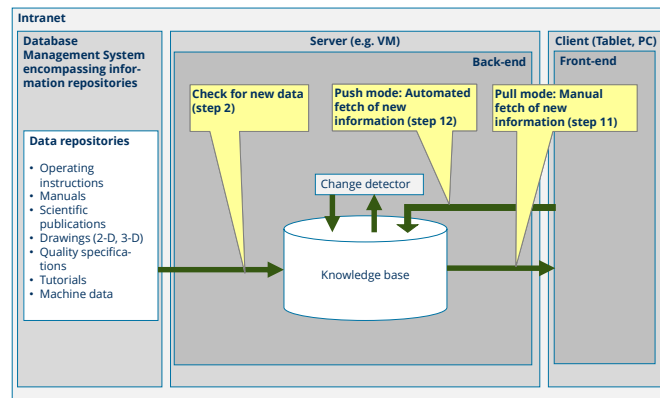 Intranet
Database
Management System
encompassing infor-
mation repositories
Data repositories
• Operating
instructions
• Manuals
• Scientific
publications
• Drawings (2-D, 3-D)
• Quality specifica-
tions
• Tutorials
• Machine data
Server (e.g. VM)
Back-end
Check for new data
(step 2)
Push mode: Automated
fetch of new
information (step 12)
Pull mode: Manual
fetch of new
information (step 11)
Change detector
Knowledge base
Client (Tablet, PC)
Front-end